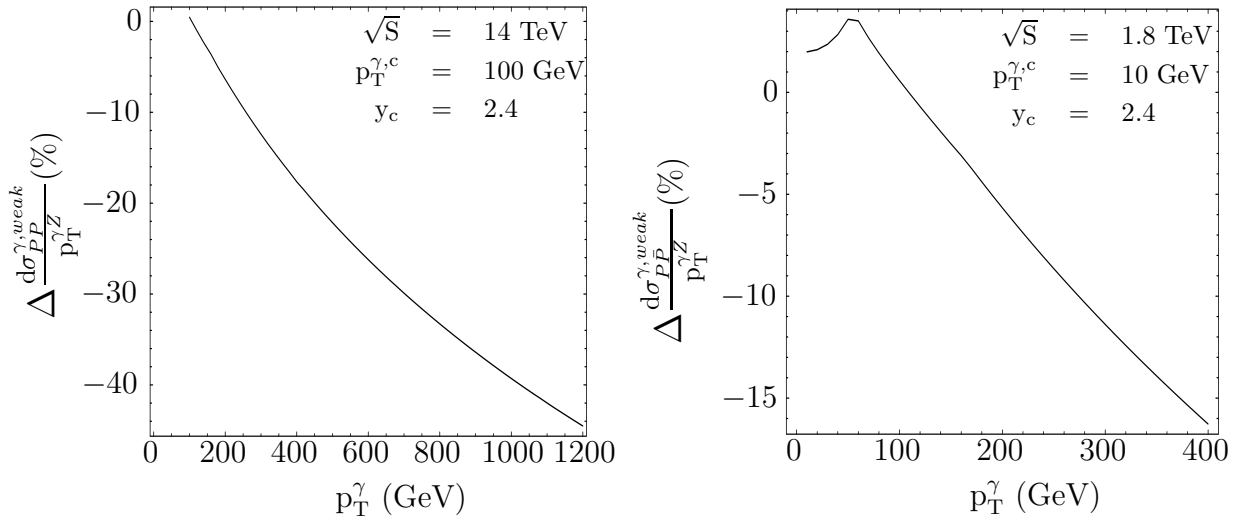 0
−10
−20
−30
−40
√S = 14 TeV
p_T^{γ,c} = 100 GeV
y_c = 2.4
Δ dσ_{PP}^{γ,weak} / p_T^{γZ} (%)
0 200 400 600 800 1000 1200
p_T^γ (GeV)
0
−5
−10
−15
√S = 1.8 TeV
p_T^{γ,c} = 10 GeV
y_c = 2.4
Δ dσ_{PP̄}^{γ,weak} / p_T^{γZ} (%)
0 100 200 300 400
p_T^γ (GeV)